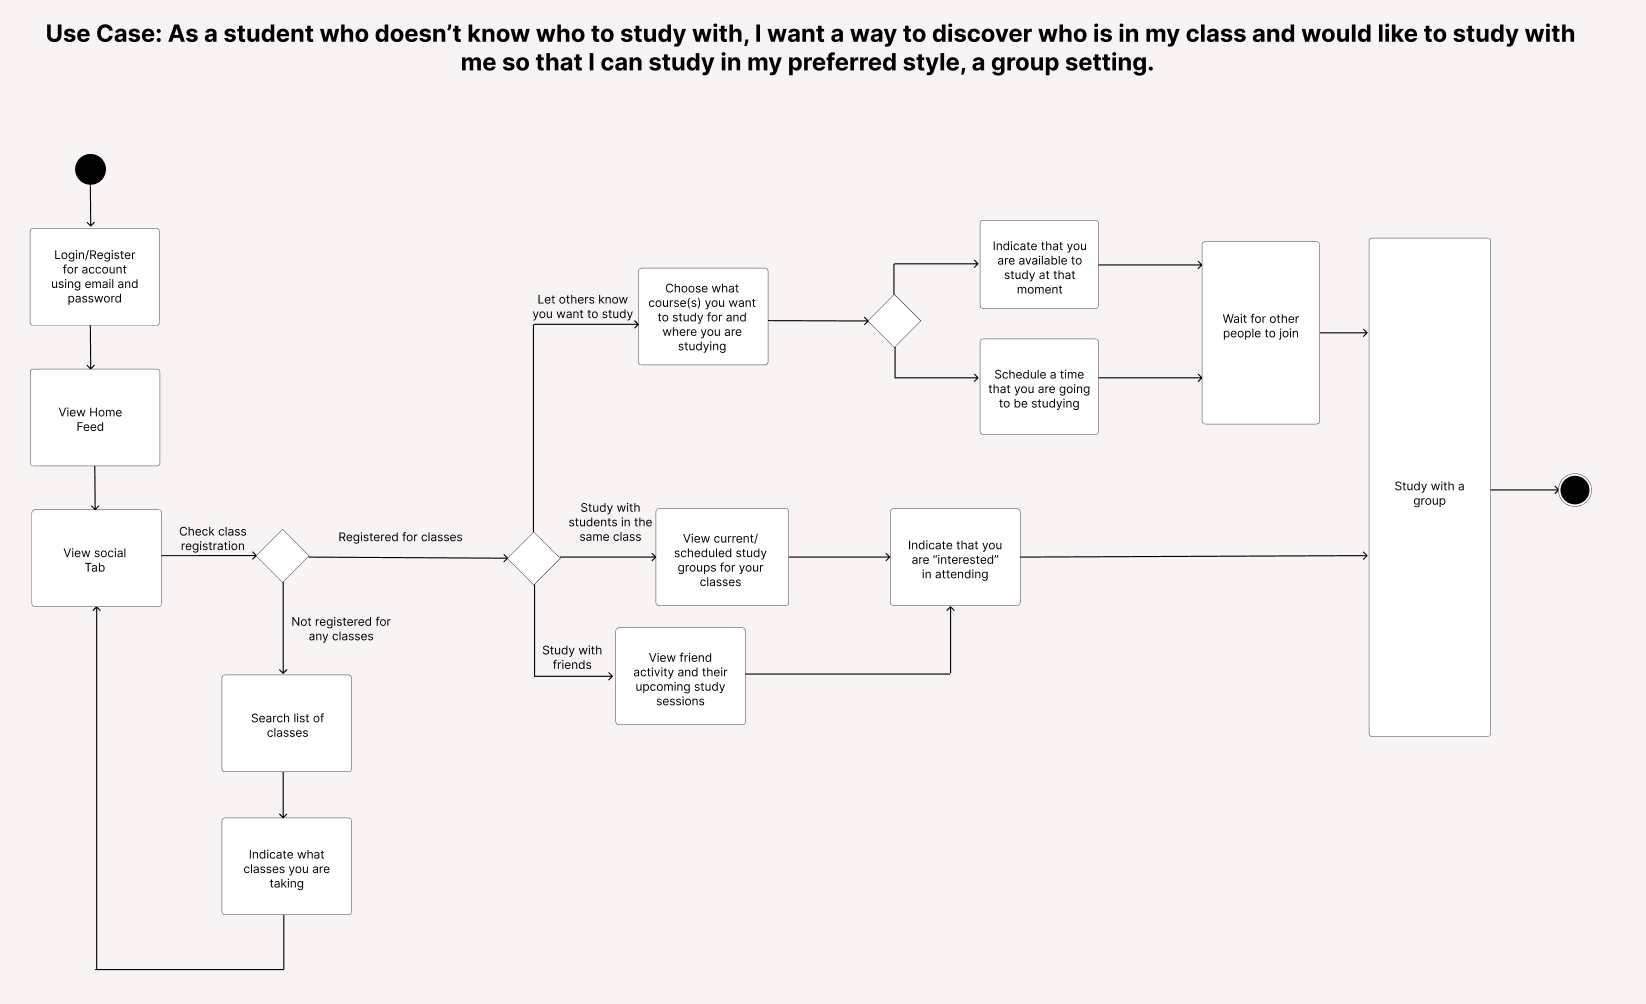 Use Case: As a student who doesn’t know who to study with, I want a way to discover who is in my class and would like to study with
me so that I can study in my preferred style, a group setting.
Login/Register
for account
using email and
password
View Home
Feed
View social
Tab
Check class
registration
Registered for classes
Not registered for
any classes
Search list of
classes
Indicate what
classes you are
taking
Let others know
you want to study
Choose what
course(s) you want
to study for and
where you are
studying
Indicate that you
are available to
study at that
moment
Schedule a time
that you are going
to be studying
Wait for other
people to join
Study with
students in the
same class
View current/
scheduled study
groups for your
classes
Indicate that you
are “interested”
in attending
Study with
friends
View friend
activity and their
upcoming study
sessions
Study with a
group